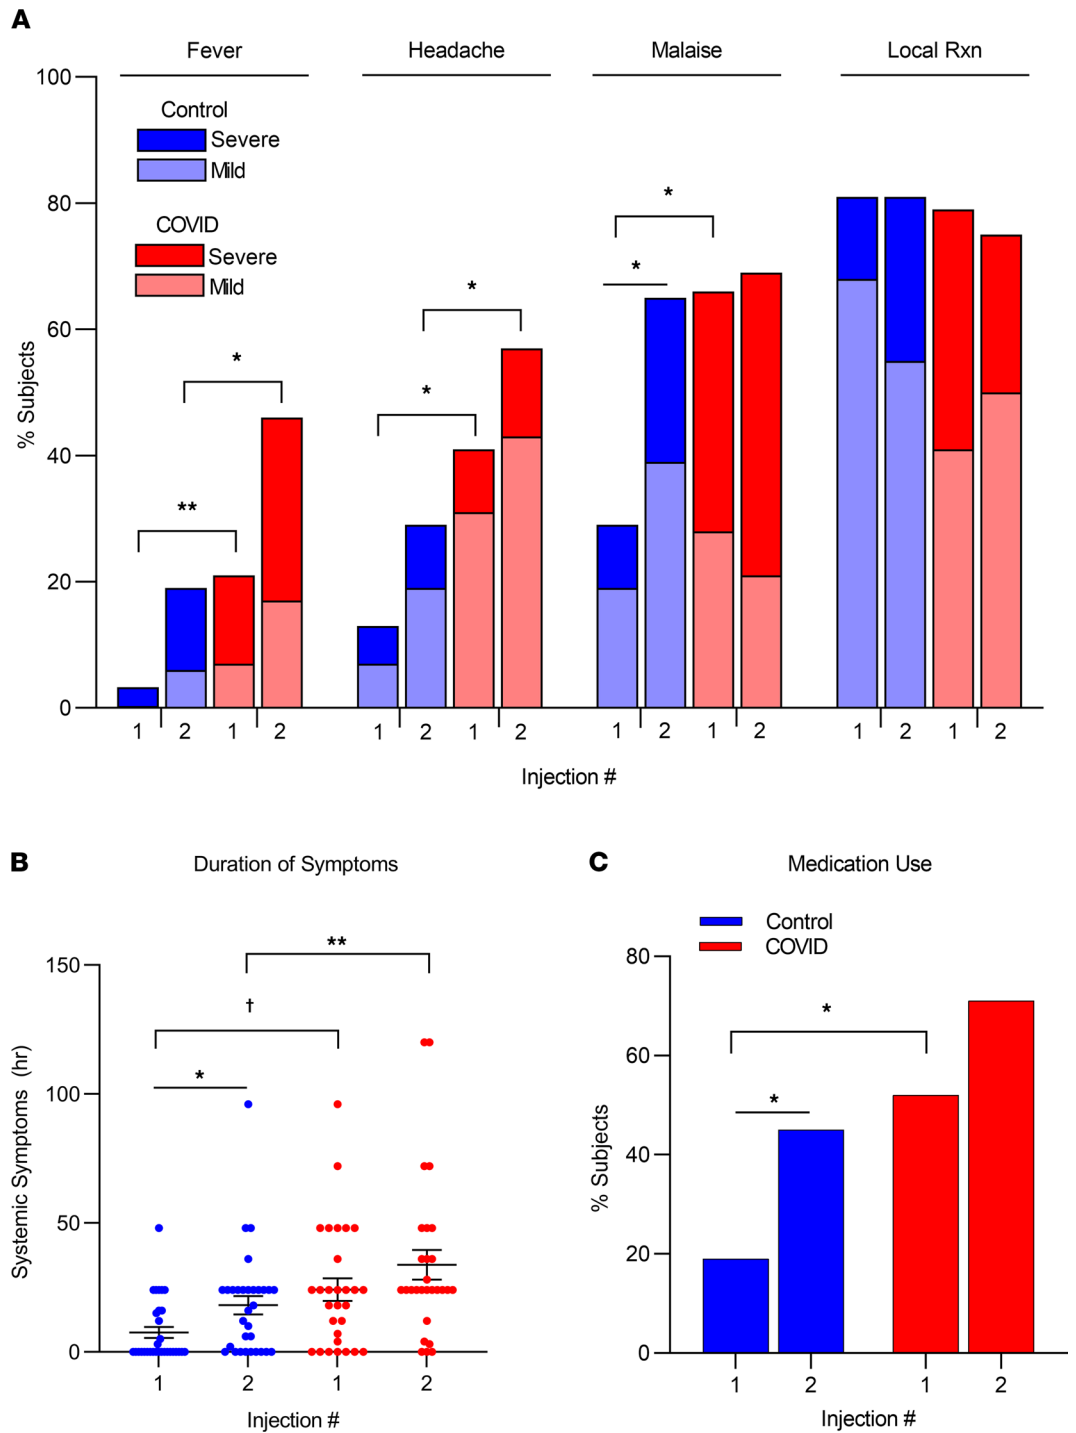 A
Fever Headache Malaise Local Rxn
100
80
60
40
20
0
% Subjects
Control
Severe
Mild
COVID
Severe
Mild
**
*
*
*
*
*
1 2 1 2 1 2 1 2 1 2 1 2 1 2 1 2
Injection #
B
Duration of Symptoms
150
100
50
0
Systemic Symptoms (hr)
**
†
*
1 2 1 2
Injection #
C
Medication Use
Control
COVID
80
60
40
20
0
% Subjects
*
*
1 2 1 2
Injection #